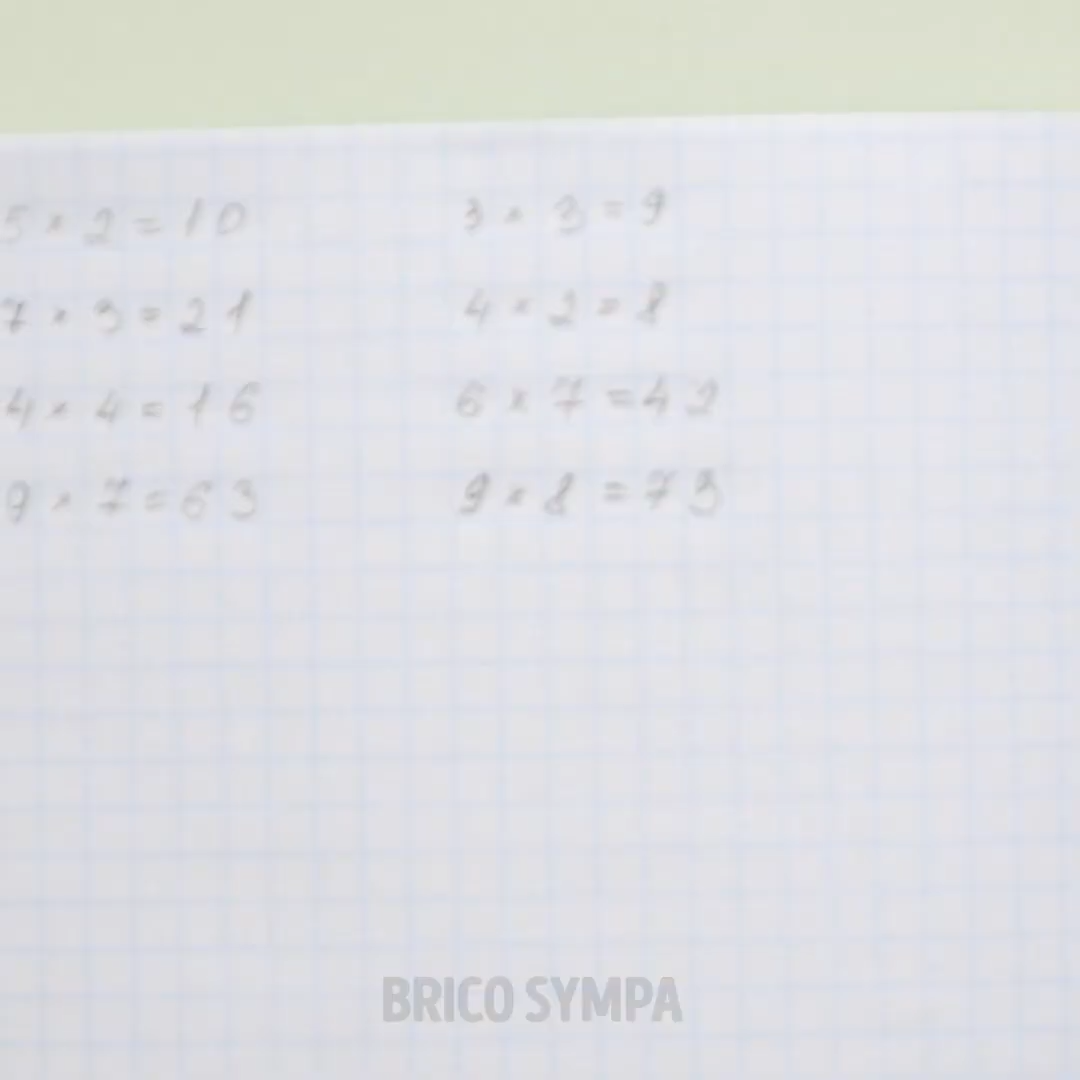 5 × 2 = 10
7 × 3 = 21
4 × 4 = 16
9 × 7 = 63
3 × 3 = 9
4 × 2 = 8
6 × 7 = 42
9 × 8 = 73
BRICO SYMPA